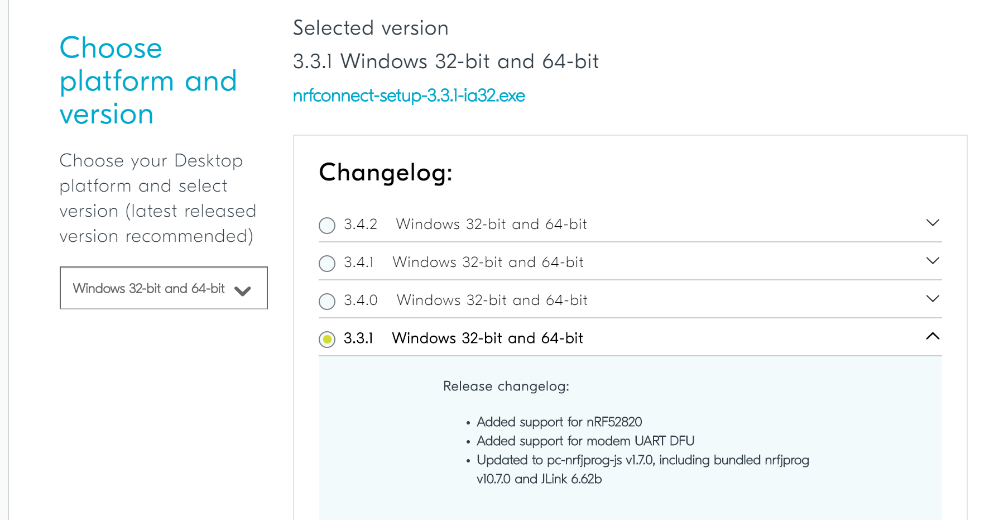 Choose
platform and
version
Choose your Desktop
platform and select
version (latest released
version recommended)
Windows 32-bit and 64-bit
Selected version
3.3.1 Windows 32-bit and 64-bit
nrfconnect-setup-3.3.1-ia32.exe
Changelog:
3.4.2 Windows 32-bit and 64-bit
3.4.1 Windows 32-bit and 64-bit
3.4.0 Windows 32-bit and 64-bit
3.3.1 Windows 32-bit and 64-bit
Release changelog:
• Added support for nRF52820
• Added support for modem UART DFU
• Updated to pc-nrfjprog-js v1.7.0, including bundled nrfjprog
v10.7.0 and JLink 6.62b